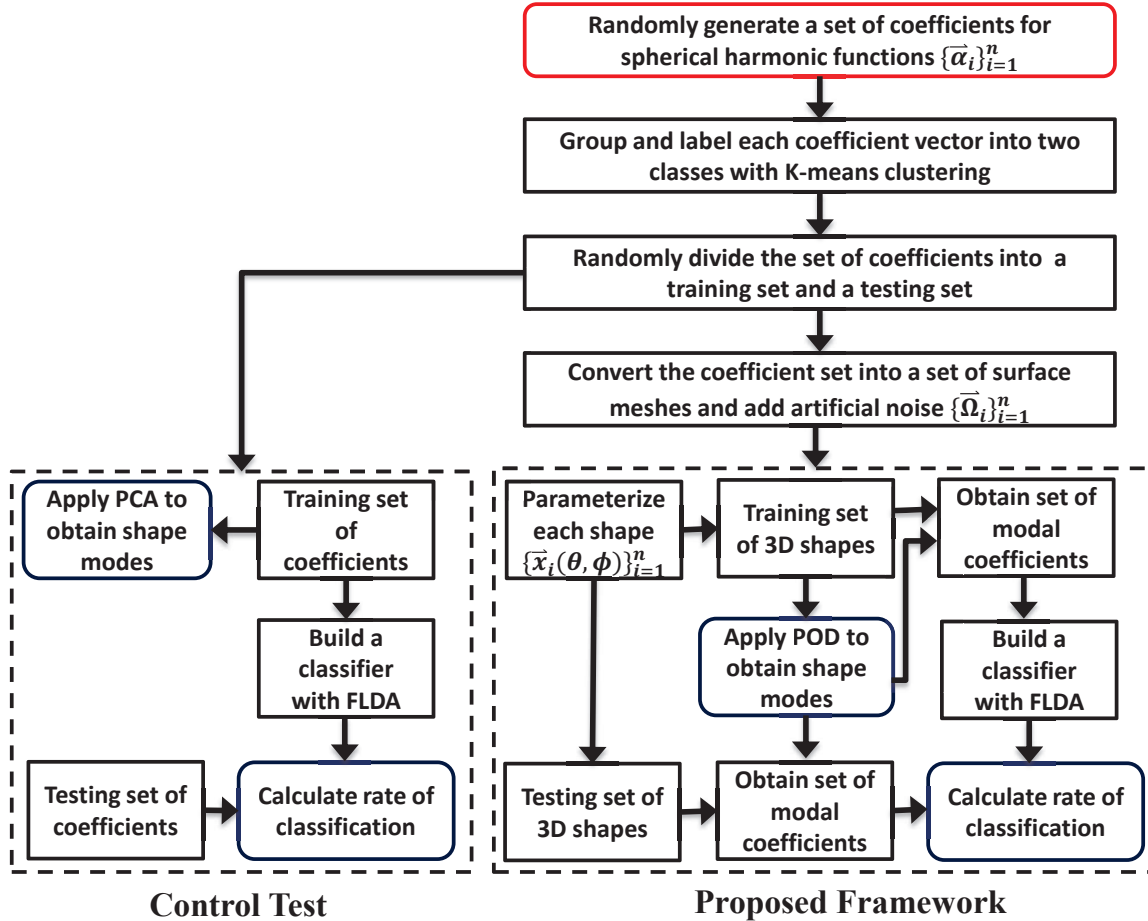 Randomly generate a set of coefficients for
spherical harmonic functions {α⃗ᵢ}ⁿᵢ₌₁
Group and label each coefficient vector into two
classes with K-means clustering
Randomly divide the set of coefficients into a
training set and a testing set
Convert the coefficient set into a set of surface
meshes and add artificial noise {Ω⃗ᵢ}ⁿᵢ₌₁
Apply PCA to
obtain shape
modes
Training set
of
coefficients
Build a
classifier
with FLDA
Testing set of
coefficients
Calculate rate of
classification
Control Test
Parameterize
each shape
{x⃗ᵢ(θ, ϕ)}ⁿᵢ₌₁
Training set
of 3D shapes
Obtain set of
modal
coefficients
Apply POD to
obtain shape
modes
Build a
classifier
with FLDA
Testing set of
3D shapes
Obtain set of
modal
coefficients
Calculate rate of
classification
Proposed Framework